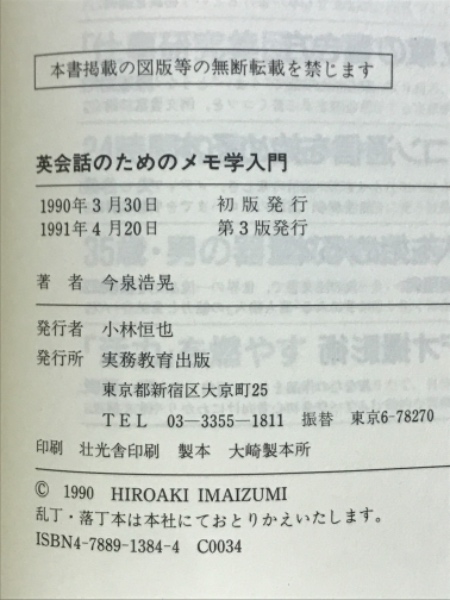 本書掲載の図版等の無断転載を禁じます
英会話のためのメモ学入門
1990年3月30日 初版発行
1991年4月20日 第3版発行
著者 今泉浩晃
発行者 小林恒也
発行所 実務教育出版
東京都新宿区大京町25
TEL 03-3355-1811 振替 東京6-78270
印刷 壮光舎印刷 製本 大崎製本所
© 1990 HIROAKI IMAIZUMI
乱丁・落丁本は本社にておとりかえいたします。
ISBN4-7889-1384-4 C0034